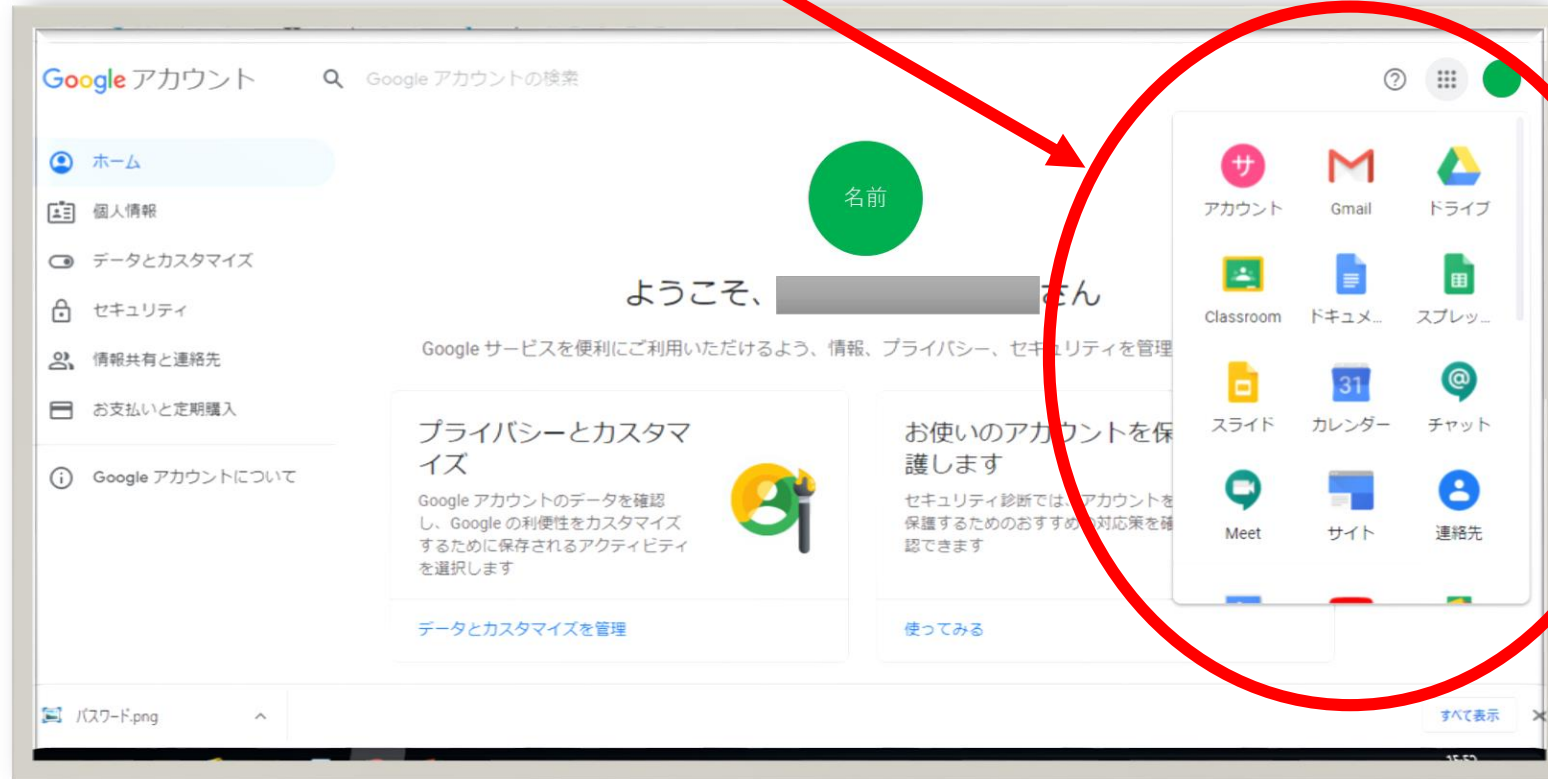 Google アカウント
Google アカウントの検索
ホーム
個人情報
データとカスタマイズ
セキュリティ
情報共有と連絡先
お支払いと定期購入
Google アカウントについて
名前
ようこそ、 さん
Google サービスを便利にご利用いただけるよう、情報、プライバシー、セキュリティを管理
プライバシーとカスタマ
イズ
Google アカウントのデータを確認
し、Google の利便性をカスタマイズ
するために保存されるアクティビティ
を選択します
データとカスタマイズを管理
お使いのアカウントを保
護します
セキュリティ診断では、アカウントを
保護するためのおすすめの対応策を確
認できます
使ってみる
サ
アカウント Gmail ドライブ
Classroom ドキュメ... スプレッ...
31
スライド カレンダー チャット
Meet サイト 連絡先
パスワード.png
すべて表示